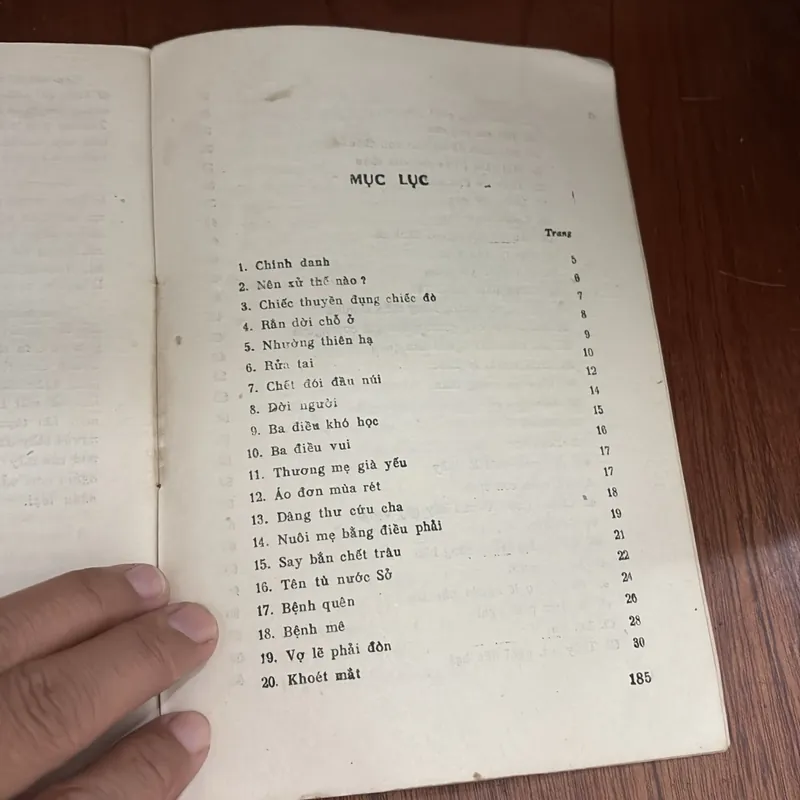 MỤC LỤC
Trang
1. Chính danh 5
2. Nên xử thế nào? 6
3. Chiếc thuyền đụng chiếc đò 7
4. Rắn dời chỗ ở 8
5. Nhường thiên hạ 9
6. Rửa tai 10
7. Chết đói đầu núi 12
8. Đời người 14
9. Ba điều khó học 15
10. Ba điều vui 16
11. Thương mẹ già yếu 17
12. Áo đơn mùa rét 17
13. Dâng thư cứu cha 18
14. Nuôi mẹ bằng điều phải 19
15. Say bắn chết trâu 21
16. Tên tù nước Sở 22
17. Bệnh quên 24
18. Bệnh mê 26
19. Vợ lẽ phải đòn 28
20. Khoét mắt 30
185